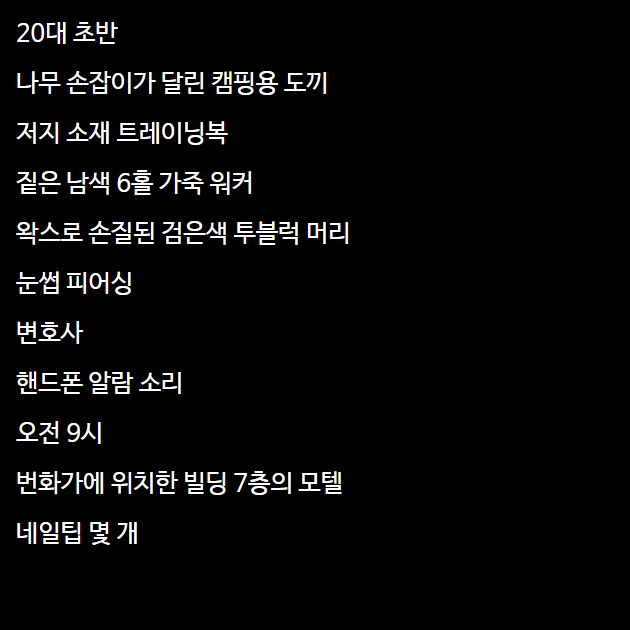 20대 초반
나무 손잡이가 달린 캠핑용 도끼
저지 소재 트레이닝복
짙은 남색 6홀 가죽 워커
왁스로 손질된 검은색 투블럭 머리
눈썹 피어싱
변호사
핸드폰 알람 소리
오전 9시
번화가에 위치한 빌딩 7층의 모텔
네일팁 몇 개